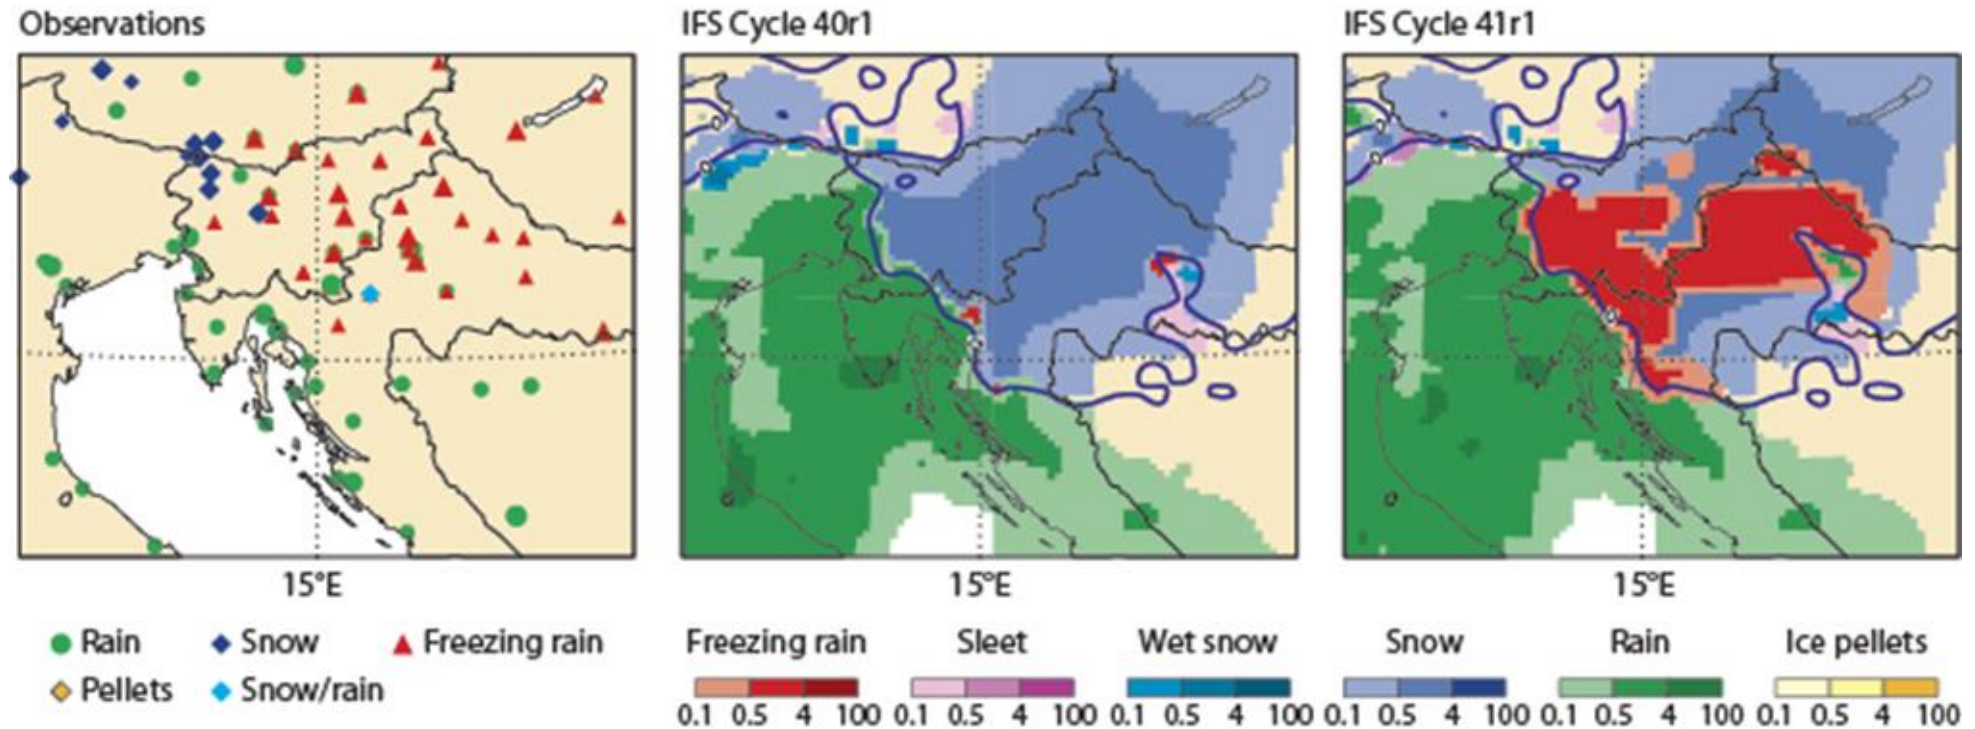 Observations
IFS Cycle 40r1
IFS Cycle 41r1
15°E
15°E
15°E
Rain
Snow
Freezing rain
Pellets
Snow/rain
Freezing rain
0.1 0.5 4 100
Sleet
0.1 0.5 4 100
Wet snow
0.1 0.5 4 100
Snow
0.1 0.5 4 100
Rain
0.1 0.5 4 100
Ice pellets
0.1 0.5 4 100